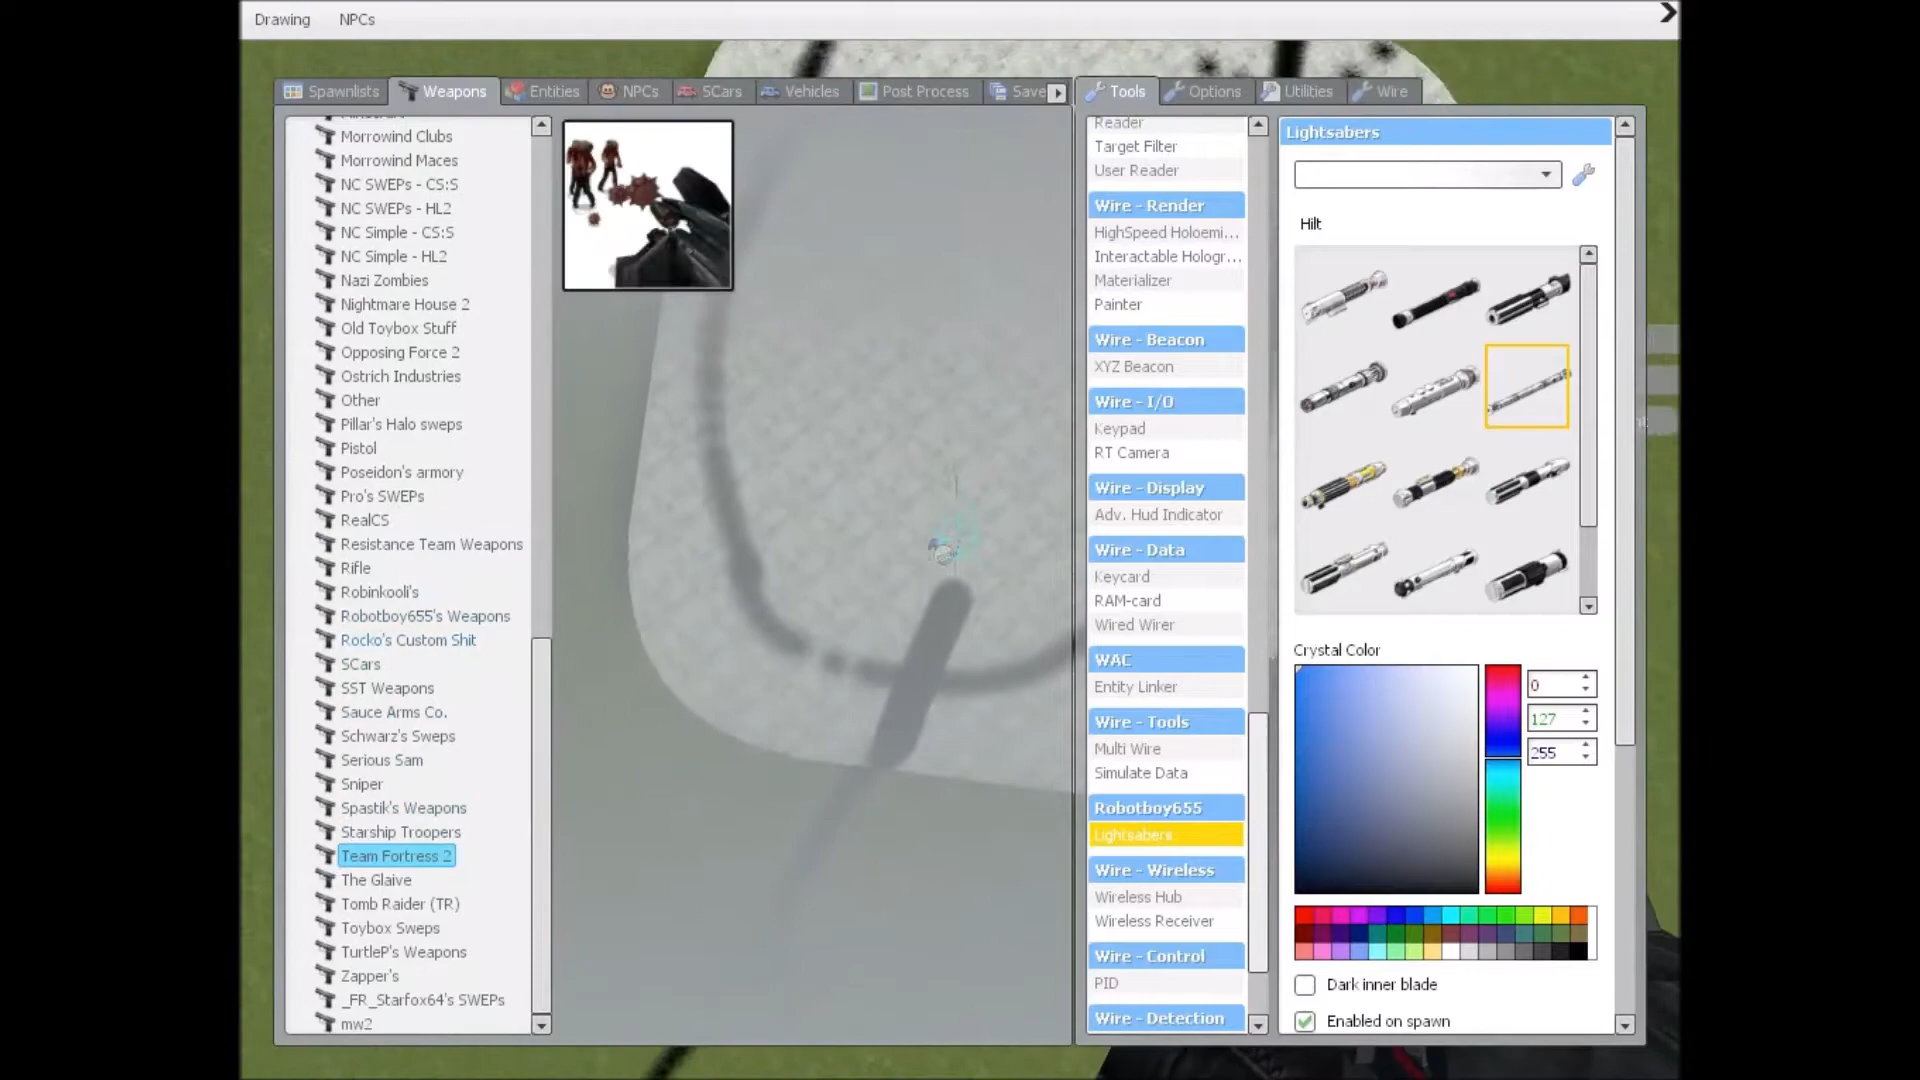 Drawing NPCs
Spawnlists Weapons Entities NPCs SCars Vehicles Post Process Save
Tools Options Utilities Wire
Morrowind Clubs
Morrowind Maces
NC SWEPs - CS:S
NC SWEPs - HL2
NC Simple - CS:S
NC Simple - HL2
Nazi Zombies
Nightmare House 2
Old Toybox Stuff
Opposing Force 2
Ostrich Industries
Other
Pillar's Halo sweps
Pistol
Poseidon's armory
Pro's SWEPs
RealCS
Resistance Team Weapons
Rifle
Robinkooli's
Robotboy655's Weapons
Rocko's Custom Shit
SCars
SST Weapons
Sauce Arms Co.
Schwarz's Sweps
Serious Sam
Sniper
Spastik's Weapons
Starship Troopers
Team Fortress 2
The Glaive
Tomb Raider (TR)
Toybox Sweps
TurtleP's Weapons
Zapper's
_FR_Starfox64's SWEPs
mw2
Reader
Target Filter
User Reader
Wire - Render
HighSpeed Holoemi...
Interactable Hologr...
Materializer
Painter
Wire - Beacon
XYZ Beacon
Wire - I/O
Keypad
RT Camera
Wire - Display
Adv. Hud Indicator
Wire - Data
Keycard
RAM-card
Wired Wirer
WAC
Entity Linker
Wire - Tools
Multi Wire
Simulate Data
Robotboy655
Lightsabers
Wire - Wireless
Wireless Hub
Wireless Receiver
Wire - Control
PID
Wire - Detection
Lightsabers
Hilt
Crystal Color
0
127
255
Dark inner blade
Enabled on spawn